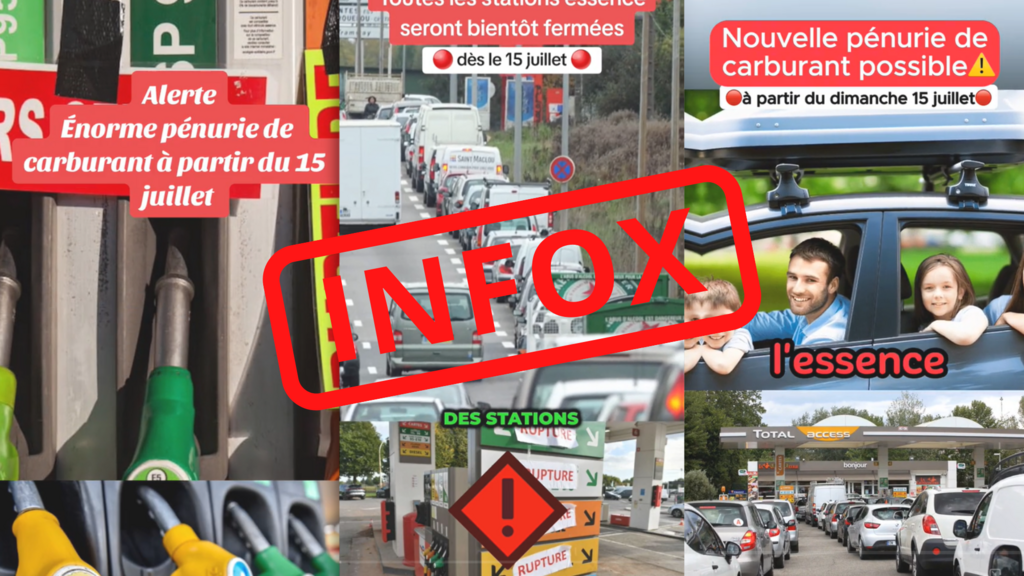 Alerte
Énorme pénurie de
carburant à partir du 15
juillet
Toutes les stations essence
seront bientôt fermées
🔴 dès le 15 juillet 🔴
Nouvelle pénurie de
carburant possible⚠️
🔴à partir du dimanche 15 juillet🔴
INFOX
SAINT MACLOU
l'essence
DES STATIONS
RUPTURE
RUPTURE
RUPTURE
TOTAL access
bonjour
E5